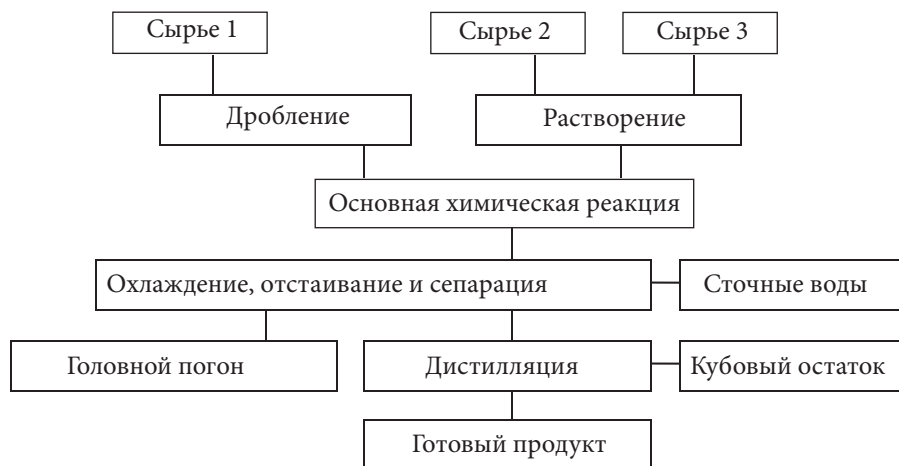 Сырье 1
Сырье 2
Сырье 3
Дробление
Растворение
Основная химическая реакция
Охлаждение, отстаивание и сепарация
Сточные воды
Головной погон
Дистилляция
Кубовый остаток
Готовый продукт